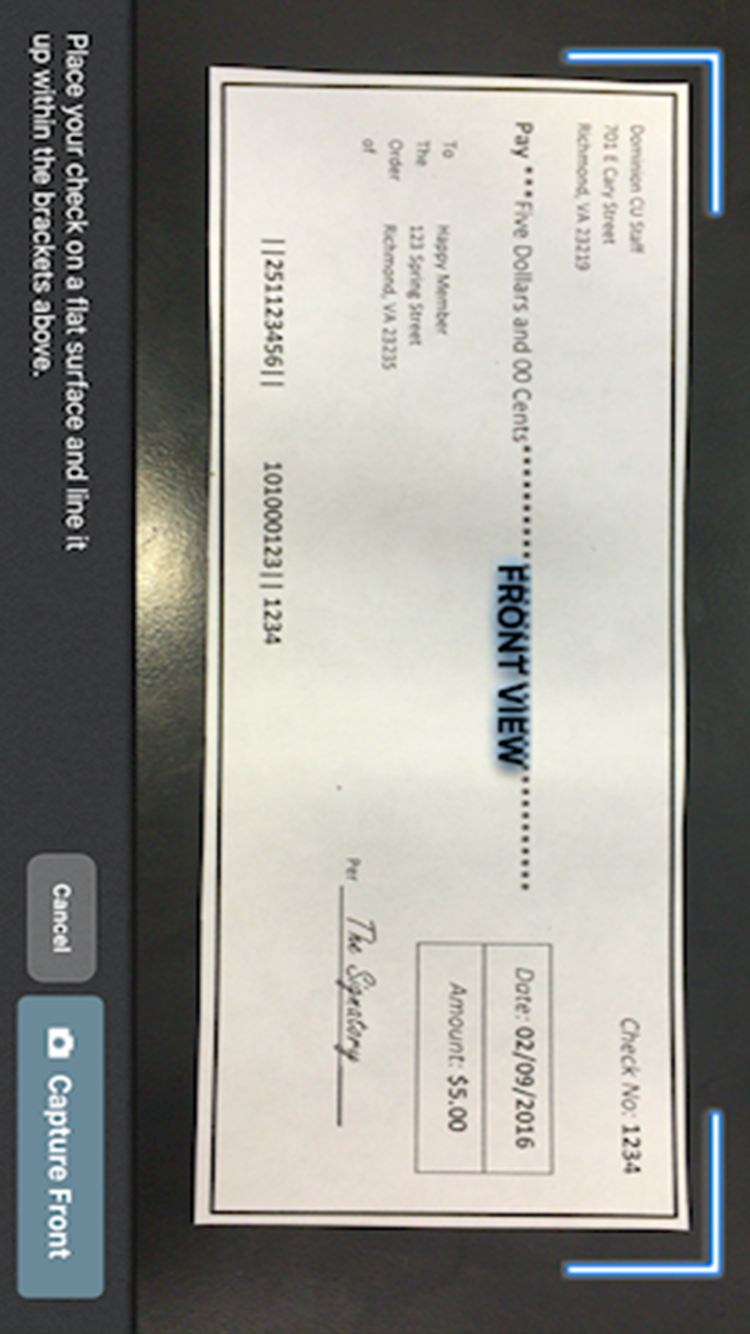 Dominion CU Staff
701 E Cary Street
Richmond, VA 23219
Check No: 1234
Pay ***Five Dollars and 00 Cents***********************************
FRONT VIEW
Date: 02/09/2016
Amount: $5.00
To The Order of
Happy Member
123 Spring Street
Richmond, VA 23235
Per The Signatory
||251123456|| 101000123|| 1234
Place your check on a flat surface and line it
up within the brackets above.
Cancel
Capture Front